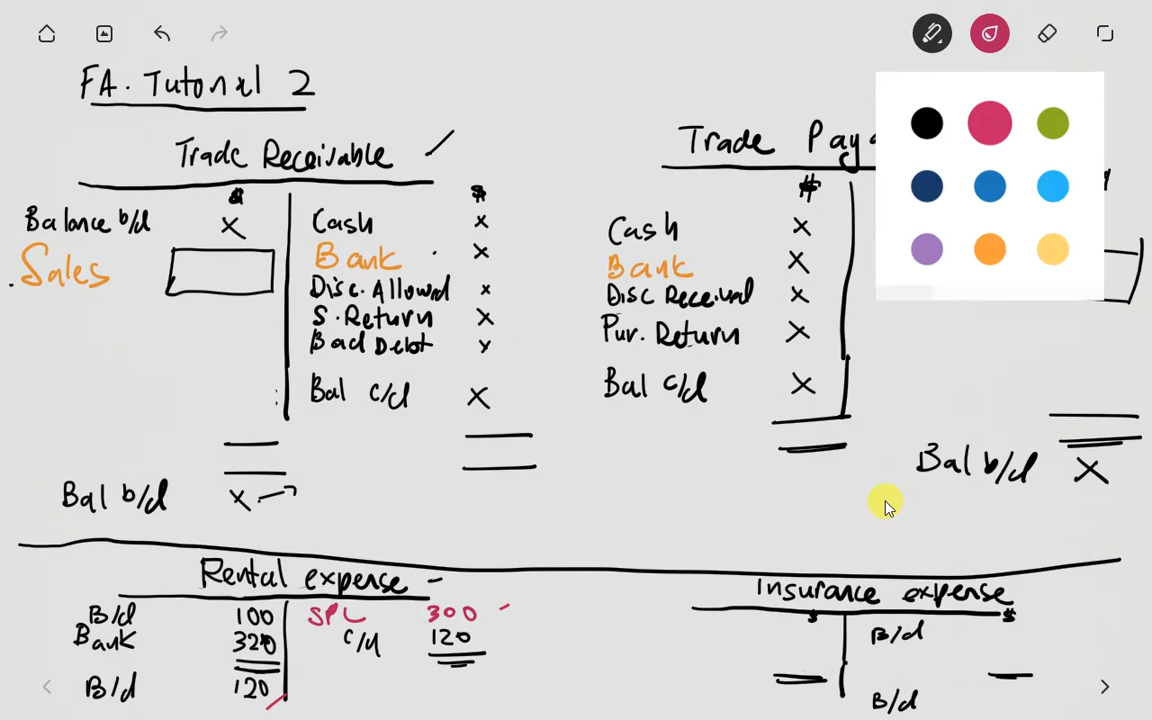 FA. Tutorial 2
Trade Receivable
$ $
Balance b/d X Cash X
Sales Bank X
Disc. Allowed X
S. Return X
Bad Debt X
Bal c/d X
Bal b/d X
Trade Paya
$
Cash X
Bank X
Disc Received X
Pur. Return X
Bal c/d X
Bal b/d X
Rental expense
B/d 100 SPL 300
Bank 320 c/d 120
B/d 120
Insurance expense
$ $
B/d
B/d